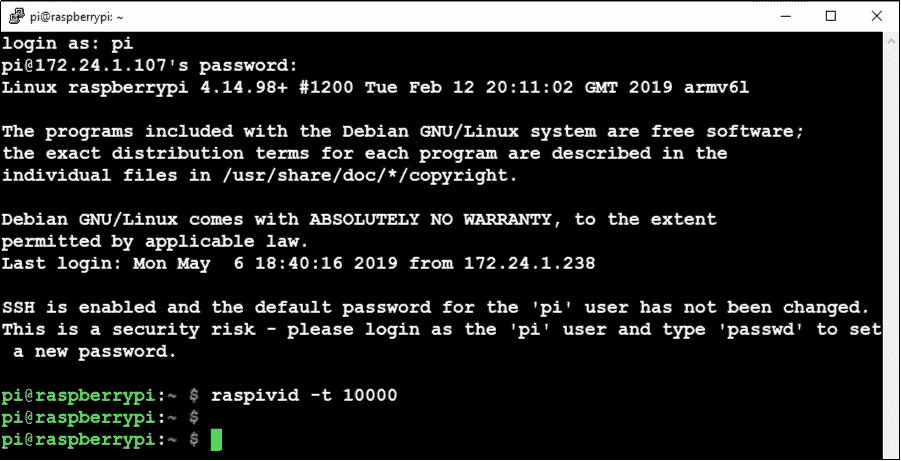 pi@raspberrypi: ~
login as: pi
pi@172.24.1.107's password:
Linux raspberrypi 4.14.98+ #1200 Tue Feb 12 20:11:02 GMT 2019 armv6l
The programs included with the Debian GNU/Linux system are free software;
the exact distribution terms for each program are described in the
individual files in /usr/share/doc/*/copyright.
Debian GNU/Linux comes with ABSOLUTELY NO WARRANTY, to the extent
permitted by applicable law.
Last login: Mon May  6 18:40:16 2019 from 172.24.1.238
SSH is enabled and the default password for the 'pi' user has not been changed.
This is a security risk - please login as the 'pi' user and type 'passwd' to set
 a new password.
pi@raspberrypi:~ $ raspivid -t 10000
pi@raspberrypi:~ $
pi@raspberrypi:~ $